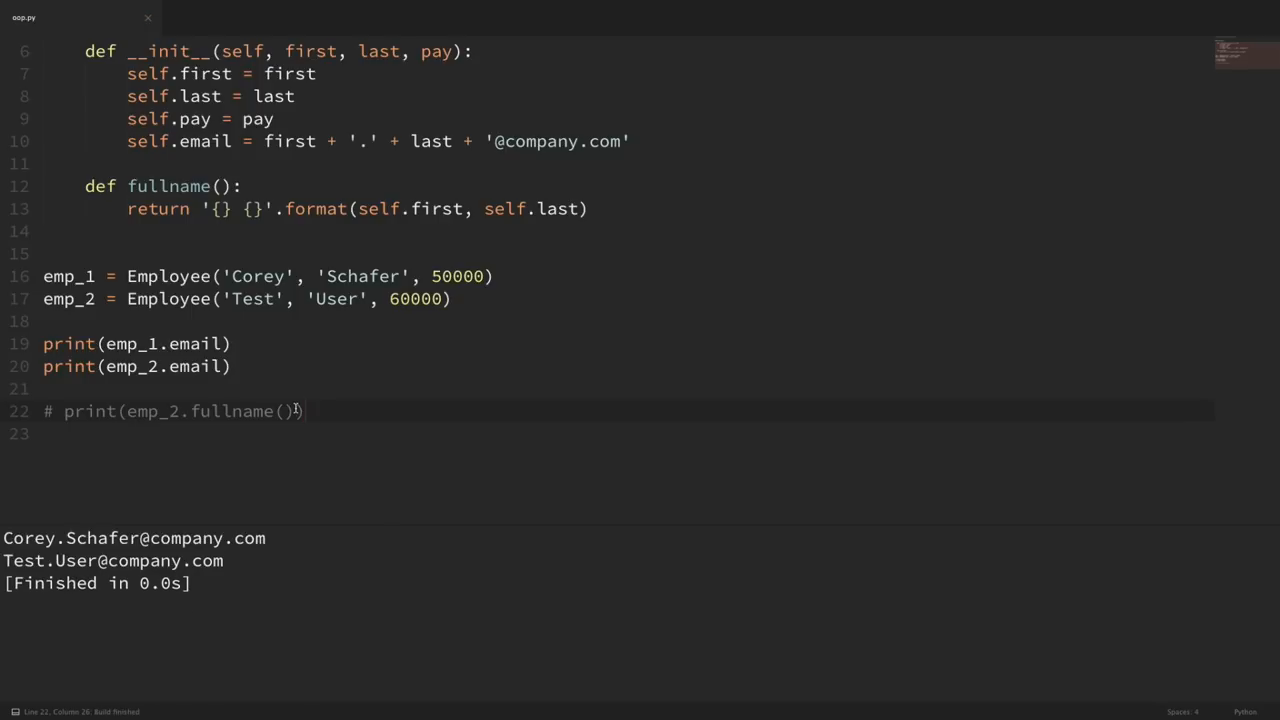 oop.py
6 def __init__(self, first, last, pay):
7 self.first = first
8 self.last = last
9 self.pay = pay
10 self.email = first + '.' + last + '@company.com'
11
12 def fullname():
13 return '{} {}'.format(self.first, self.last)
14
15
16 emp_1 = Employee('Corey', 'Schafer', 50000)
17 emp_2 = Employee('Test', 'User', 60000)
18
19 print(emp_1.email)
20 print(emp_2.email)
21
22 # print(emp_2.fullname())
23
Corey.Schafer@company.com
Test.User@company.com
[Finished in 0.0s]
Line 22, Column 26; Build finished
Spaces: 4
Python